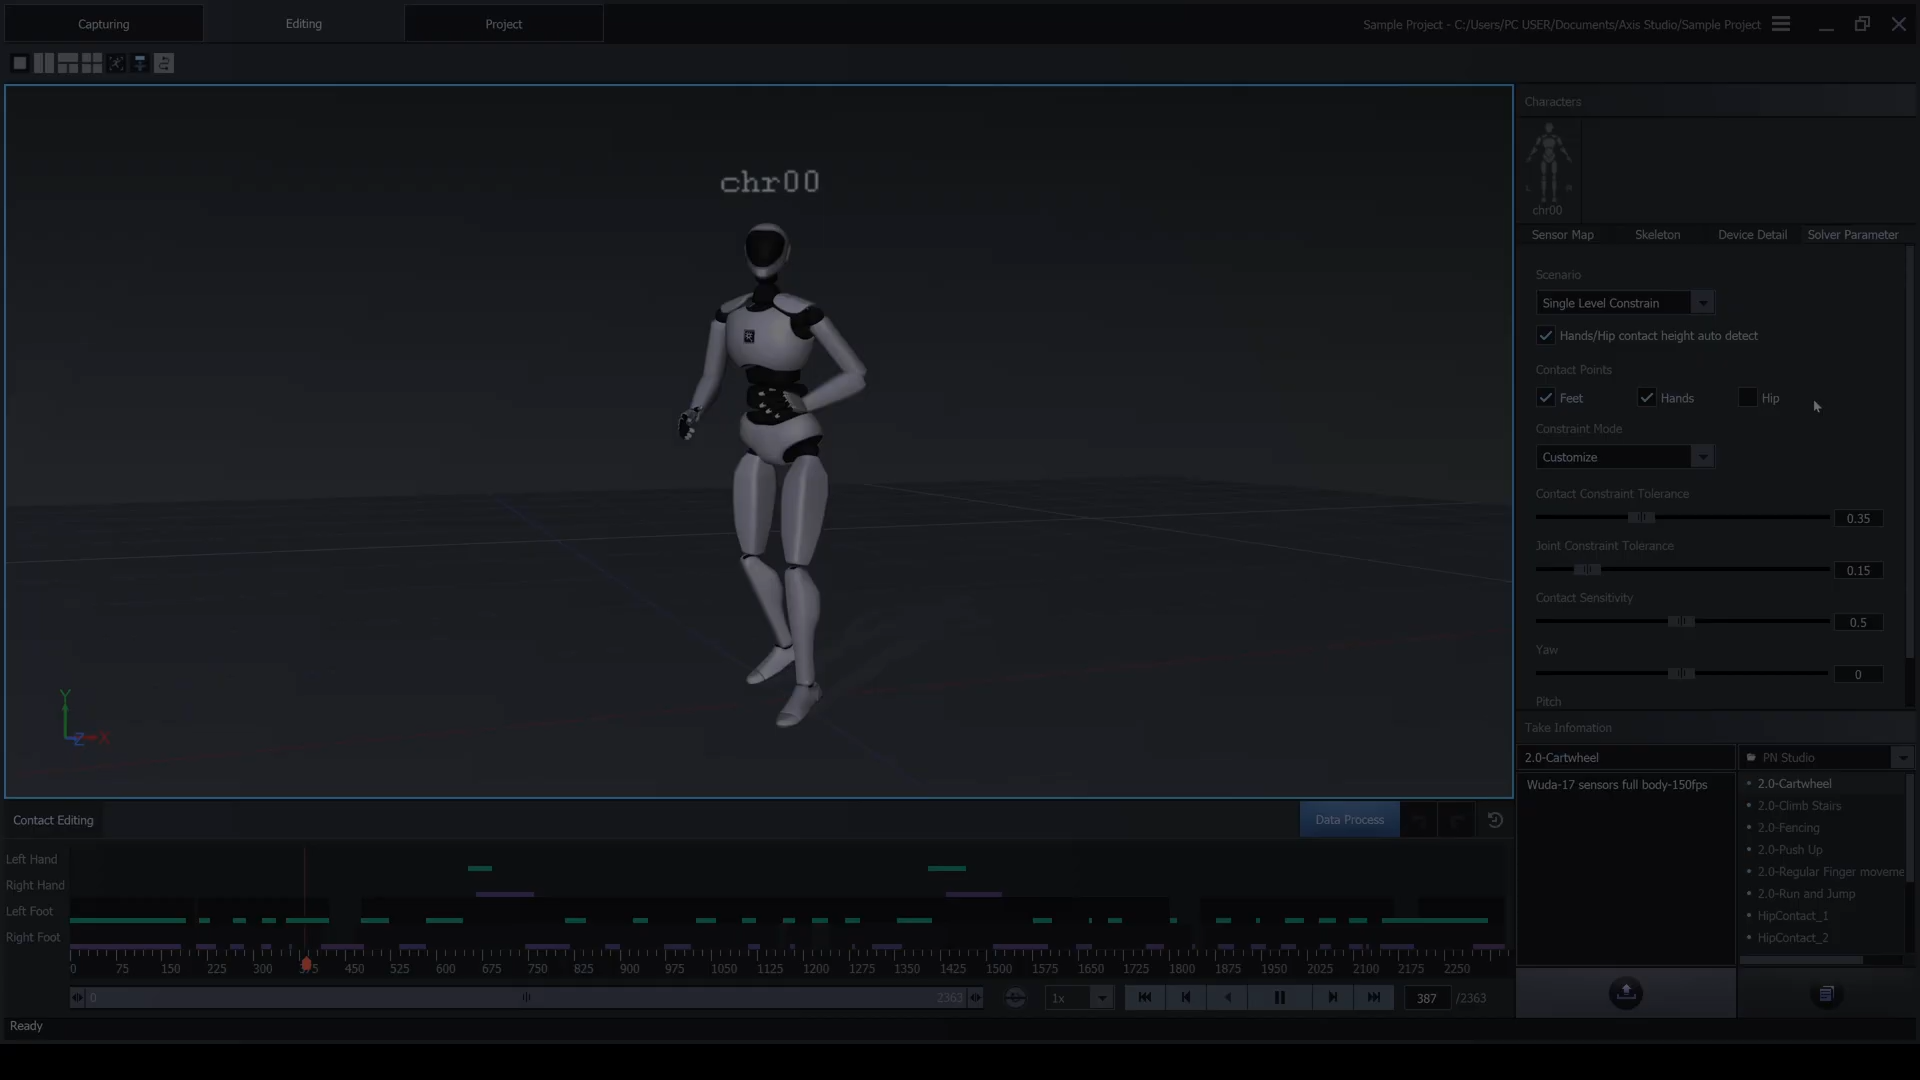 Capturing
Editing
Project
Sample Project - C:/Users/PC USER/Documents/Axis Studio/Sample Project
chr00
Characters
L R
chr00
Sensor Map
Skeleton
Device Detail
Solver Parameter
Scenario
Single Level Constrain
Hands/Hip contact height auto detect
Contact Points
Feet
Hands
Hip
Constraint Mode
Customize
Contact Constraint Tolerance
0.35
Joint Constraint Tolerance
0.15
Contact Sensitivity
0.5
Yaw
0
Pitch
Y
Z X
Take Infomation
2.0-Cartwheel
PN Studio
Wuda-17 sensors full body-150fps
2.0-Cartwheel
2.0-Climb Stairs
2.0-Fencing
2.0-Push Up
2.0-Regular Finger moveme
2.0-Run and Jump
HipContact_1
HipContact_2
Contact Editing
Data Process
Left Hand
Right Hand
Left Foot
Right Foot
0 75 150 225 300 375 450 525 600 675 750 825 900 975 1050 1125 1200 1275 1350 1425 1500 1575 1650 1725 1800 1875 1950 2025 2100 2175 2250
0
2363
1x
387
/2363
Ready